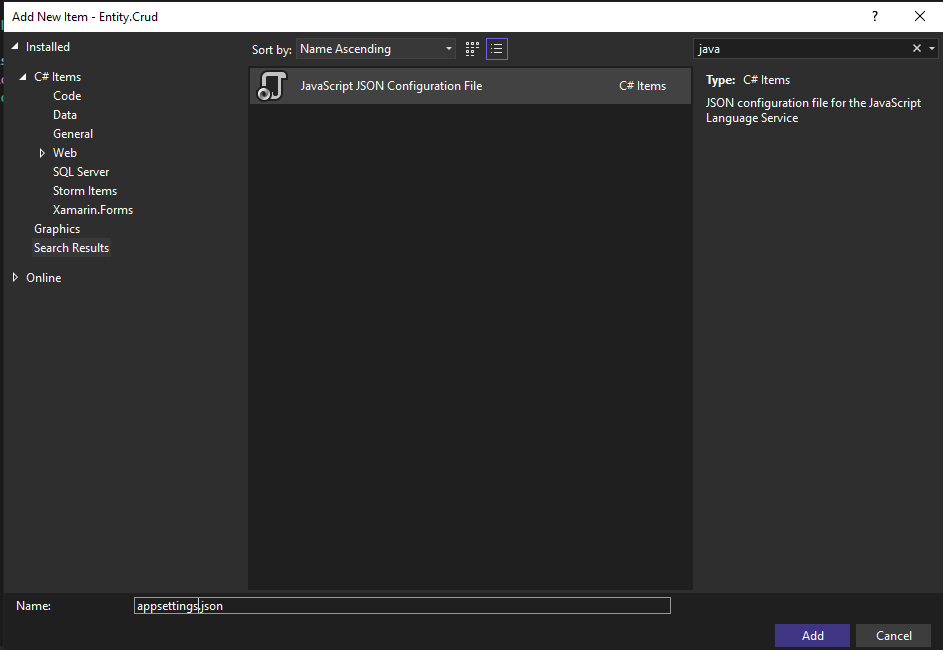 Add New Item - Entity.Crud
?
Installed
C# Items
Code
Data
General
Web
SQL Server
Storm Items
Xamarin.Forms
Graphics
Search Results
Online
Sort by: Name Ascending
JavaScript JSON Configuration File C# Items
java
Type: C# Items
JSON configuration file for the JavaScript
Language Service
Name: appsettings.json
Add Cancel